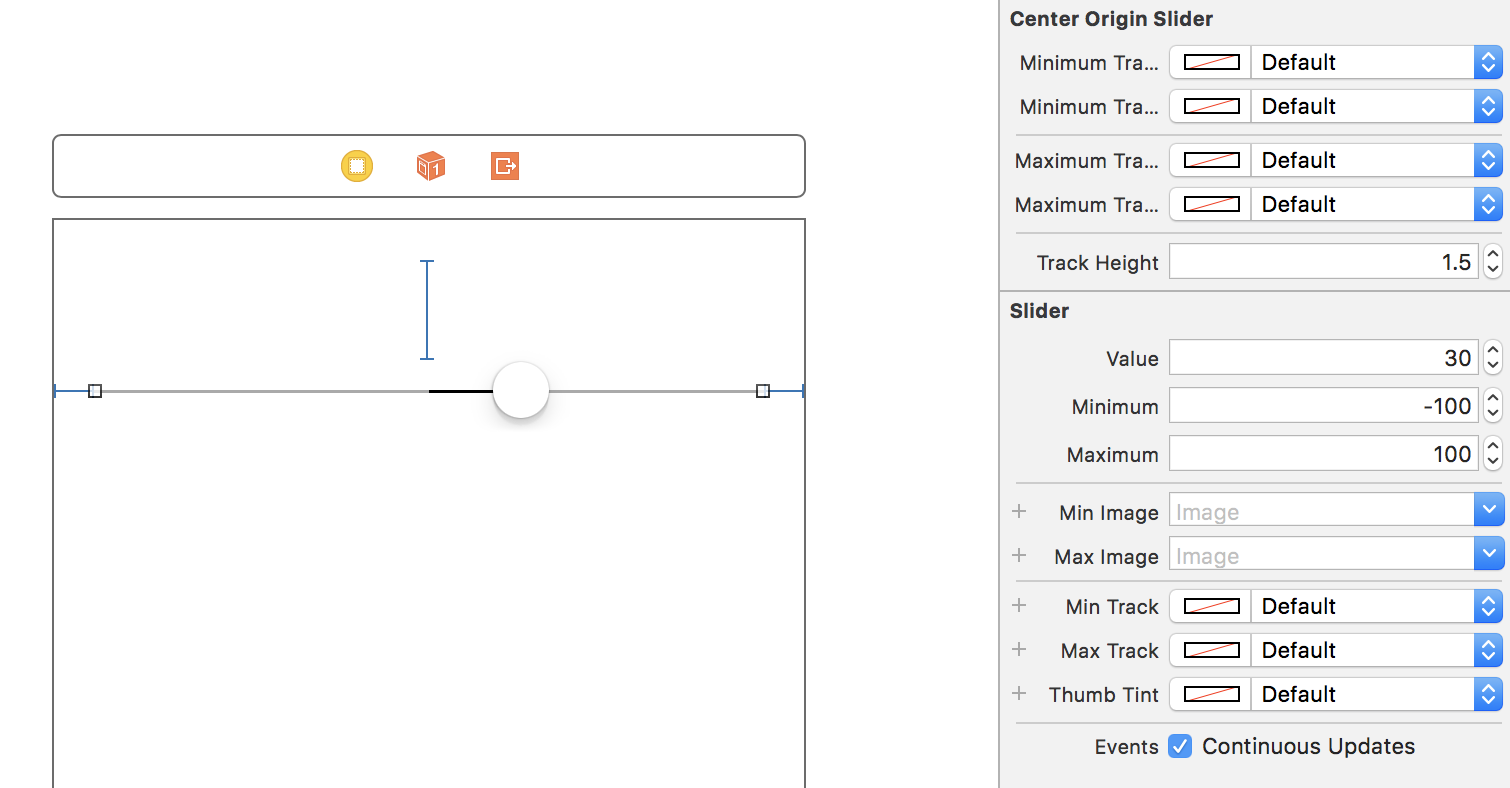 Center Origin Slider
Minimum Tra... Default
Minimum Tra... Default
Maximum Tra... Default
Maximum Tra... Default
Track Height 1.5
Slider
Value 30
Minimum -100
Maximum 100
+ Min Image Image
+ Max Image Image
+ Min Track Default
+ Max Track Default
+ Thumb Tint Default
Events Continuous Updates
1